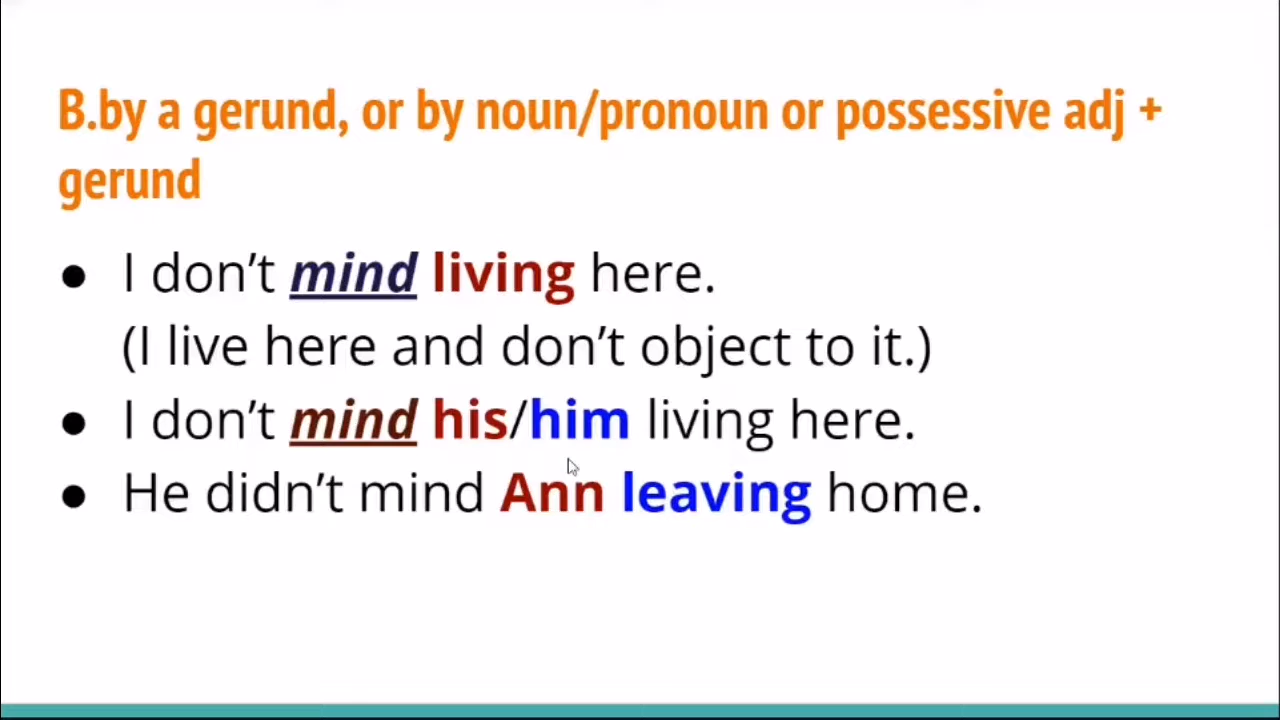 B.by a gerund, or by noun/pronoun or possessive adj +
gerund
● I don’t mind living here.
(I live here and don’t object to it.)
● I don’t mind his/him living here.
● He didn’t mind Ann leaving home.